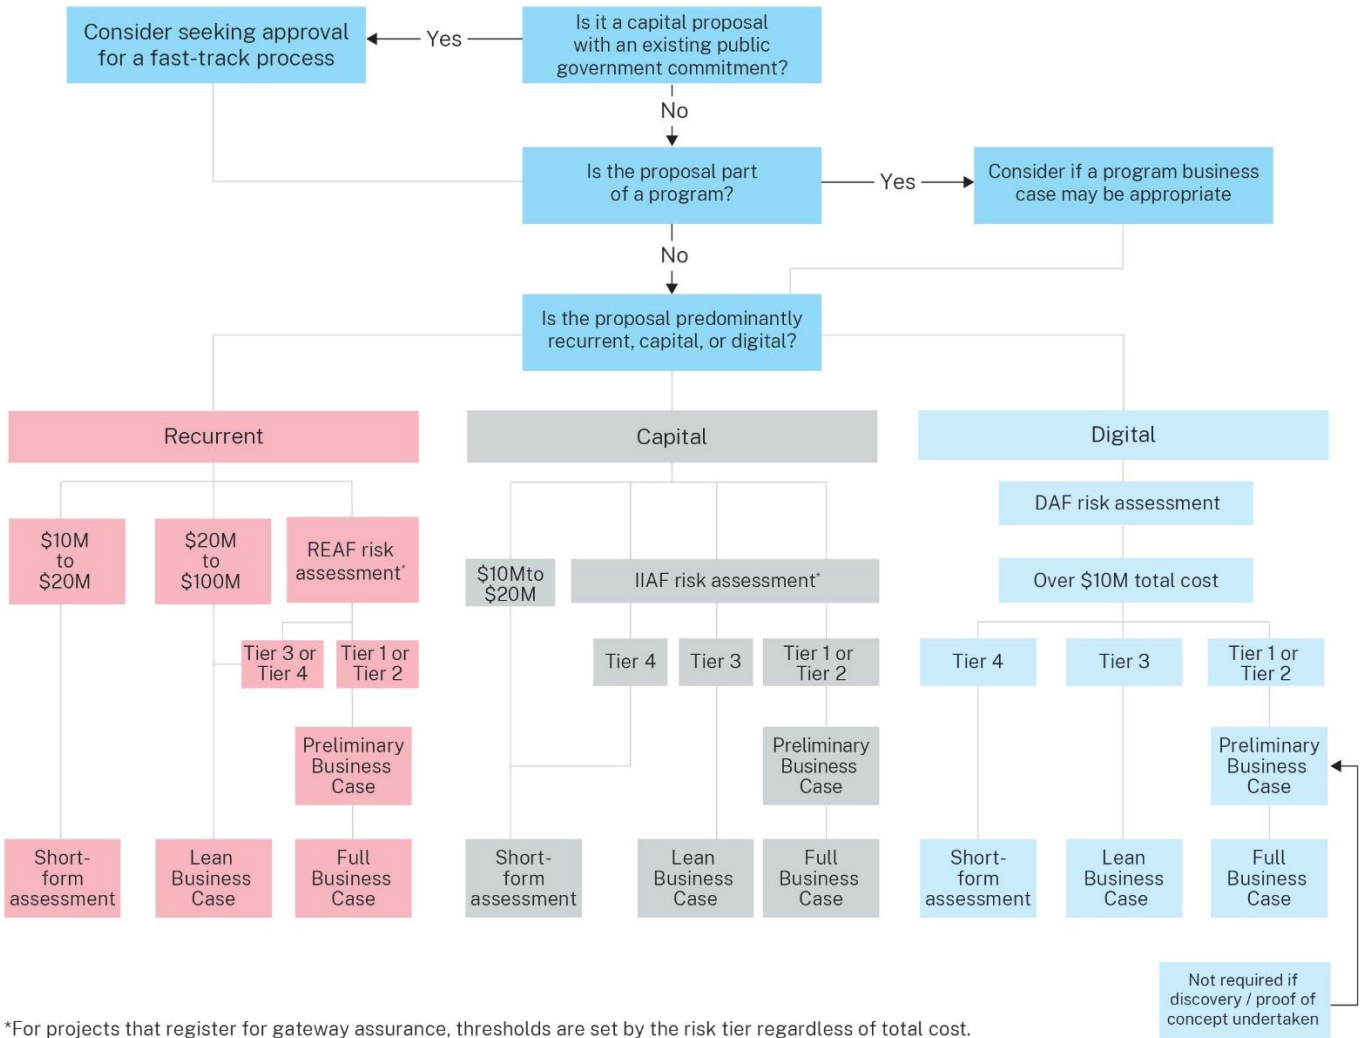 Consider seeking approval
for a fast-track process
Yes
Is it a capital proposal
with an existing public
government commitment?
No
Is the proposal part
of a program?
Yes
Consider if a program business
case may be appropriate
No
Is the proposal predominantly
recurrent, capital, or digital?
Recurrent
Capital
Digital
$10M
to
$20M
$20M
to
$100M
REAF risk
assessment*
Tier 3 or
Tier 4
Tier 1 or
Tier 2
Preliminary
Business
Case
Short-
form
assessment
Lean
Business
Case
Full
Business
Case
$10Mto
$20M
IIAF risk assessment*
Tier 4
Tier 3
Tier 1 or
Tier 2
Preliminary
Business
Case
Short-
form
assessment
Lean
Business
Case
Full
Business
Case
DAF risk assessment
Over $10M total cost
Tier 4
Tier 3
Tier 1 or
Tier 2
Preliminary
Business
Case
Short-
form
assessment
Lean
Business
Case
Full
Business
Case
Not required if
discovery / proof of
concept undertaken
*For projects that register for gateway assurance, thresholds are set by the risk tier regardless of total cost.